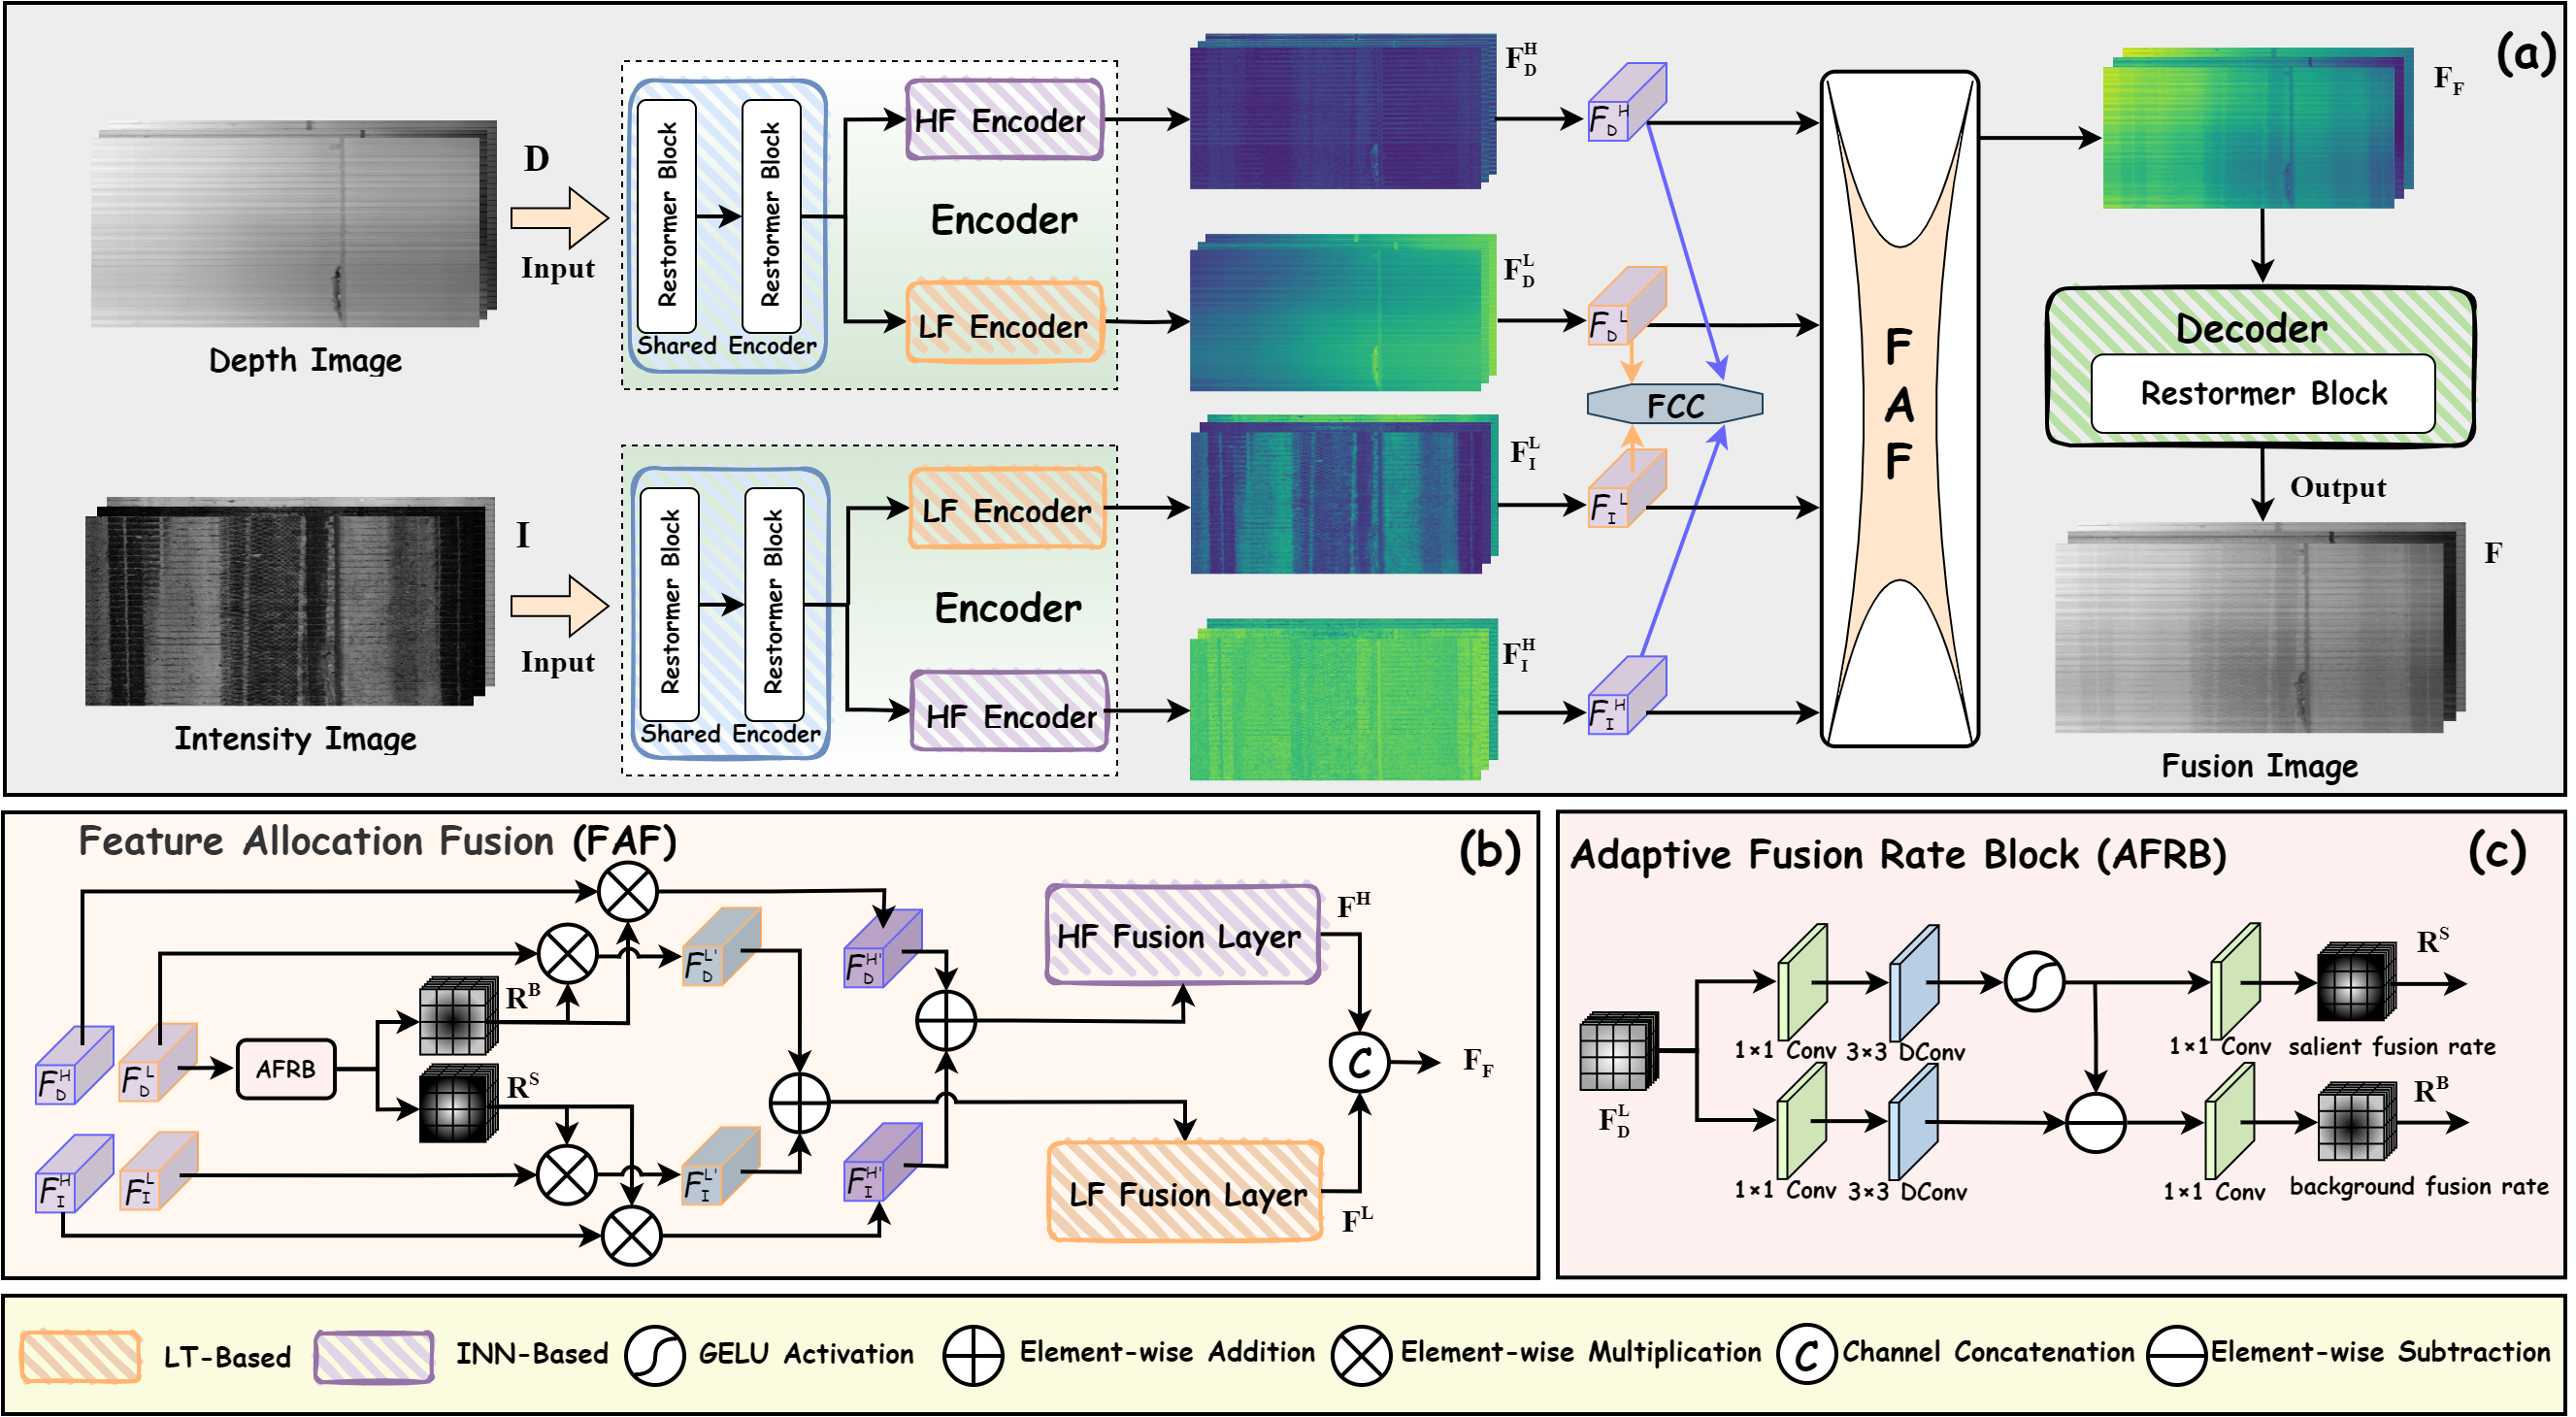 (a)
D
Input
Depth Image
Restormer Block
Restormer Block
Shared Encoder
HF Encoder
Encoder
LF Encoder
F_D^H
F_D^L
F_D^H
F_D^L
FCC
I
Input
Intensity Image
Restormer Block
Restormer Block
Shared Encoder
LF Encoder
Encoder
HF Encoder
F_I^L
F_I^H
F_I^L
F_I^H
F
A
F
F_F
Decoder
Restormer Block
Output
F
Fusion Image
Feature Allocation Fusion (FAF)
(b)
F_D^H
F_D^L
AFRB
R^B
R^S
F_I^H
F_I^L
F_D^L'
F_D^H'
F_I^L'
F_I^H'
HF Fusion Layer
F^H
C
F_F
LF Fusion Layer
F^L
(c)
Adaptive Fusion Rate Block (AFRB)
F_D^L
1×1 Conv
3×3 DConv
1×1 Conv
salient fusion rate
R^S
1×1 Conv
3×3 DConv
1×1 Conv
background fusion rate
R^B
LT-Based
INN-Based
GELU Activation
Element-wise Addition
Element-wise Multiplication
C
Channel Concatenation
Element-wise Subtraction